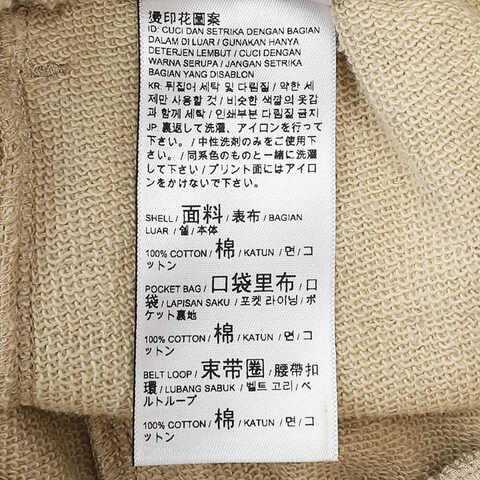 燙印花圖案
ID: CUCI DAN SETRIKA DENGAN BAGIAN
DALAM DI LUAR / GUNAKAN HANYA
DETERJEN LEMBUT / CUCI DENGAN
WARNA SERUPA / JANGAN SETRIKA
BAGIAN YANG DISABLON
KR: 뒤집어 세탁 및 다림질 / 약한 세
제만 사용할 것 / 비슷한 색깔의 옷감
과 함께 세탁 / 인쇄부분 다림질 금지
JP: 裏返して洗濯、アイロンを行って下
さい。 / 中性洗剤のみをご使用下さ
い。 / 同系色のものと一緒に洗濯
して下さい / プリント面にはアイロ
ンをかけないで下さい。
SHELL / 面料 / 表布 / BAGIAN
LUAR / 쉘 / 本体
100% COTTON / 棉 / KATUN / 면 / コ
ットン
POCKET BAG / 口袋里布 / 口
袋 / LAPISAN SAKU / 포켓 라이닝 / ポ
ケット裏地
100% COTTON / 棉 / KATUN / 면 / コ
ットン
BELT LOOP / 束带圈 / 腰帶扣
環 / LUBANG SABUK / 벨트 고리 / ベ
ルトループ
100% COTTON / 棉 / KATUN / 면 / コ
ットン